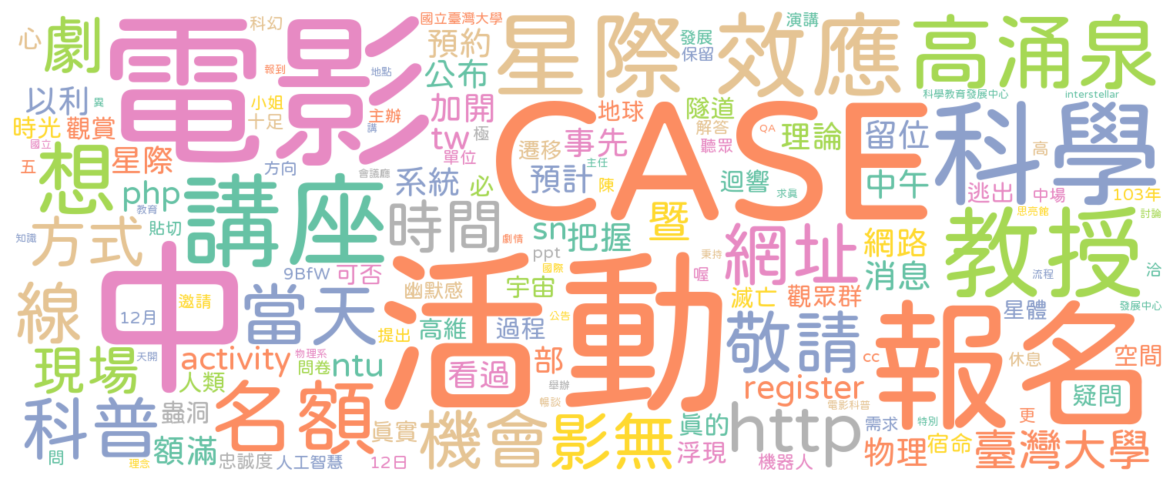 心
劇
科幻
國立臺灣大學
電影
報到
地點
預約
公布
星際效應
發展
保留
演講
高涌泉
以利
異
時光
觀賞
小姐
十足
主辦
講
加開
tw
極
單位
CASE
地球
隧道
解答
聽眾
QA
理論
留位
科學教育發展中心
interstellar
科學
國立
五
想
星際
方向
會議廳
系統
必
遷移
事先
預計
陳
主任
迴響
求真
中午
逃出
高
中場
103年
思亮館
討論
php
教育
貼切
講座
時間
劇情
sn
把握
暨
網址
網路
消息
教授
洽
知識
方式
9BfW
可否
ppt
國際
秉持
喔
流程
線
12月
邀請
中
當天
活動
幽默感
宇宙
滅亡
觀眾群
敬請
星體
發展中心
提出
高維
過程
公告
報名
現場
天開
activity
物理系
問卷
ntu
人類
看過
部
舉辦
暢談
register
cc
休息
空間
疑問
電影科普
科普
蟲洞
名額
真實
機會
影無
真的
http
需求
特別
更
問
理念
額滿
忠誠度
人工智慧
12日
浮現
機器人
物理
宿命
臺灣大學